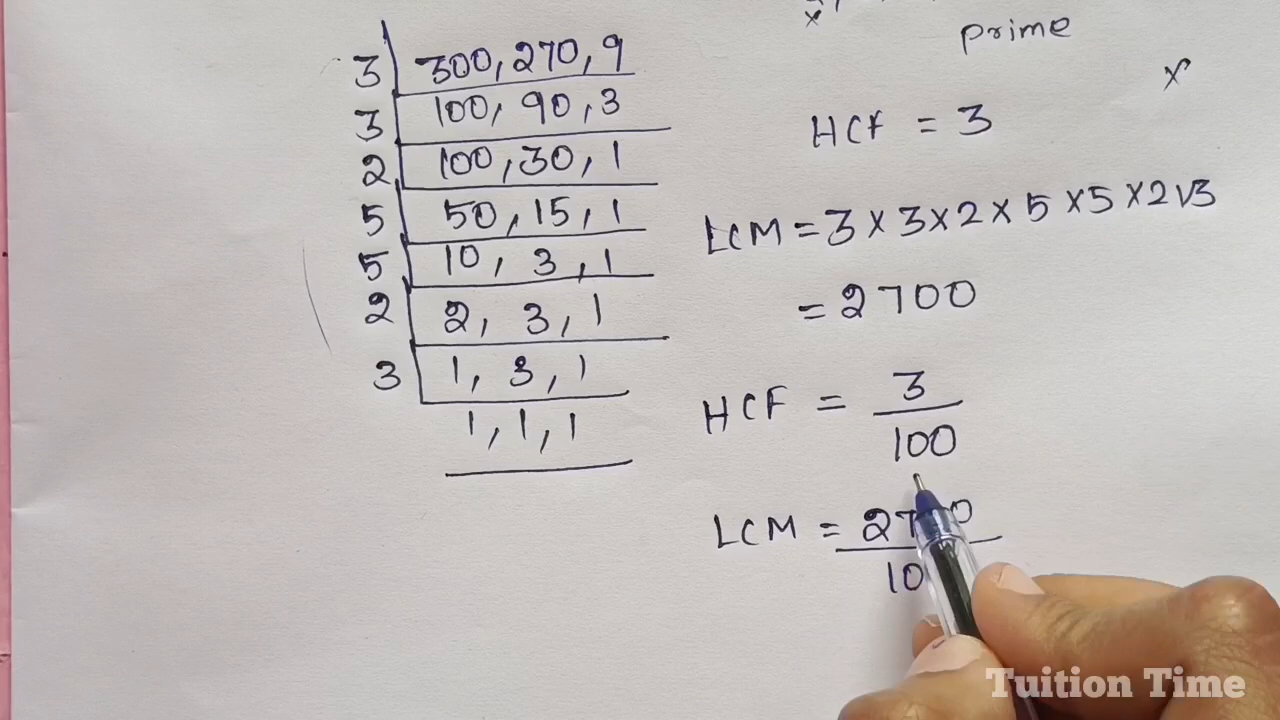 prime
x
3 300, 270, 9
3 100, 90, 3
2 100, 30, 1
5 50, 15, 1
5 10, 3, 1
2 2, 3, 1
3 1, 3, 1
1, 1, 1
HCF = 3
LCM = 3 x 3 x 2 x 5 x 5 x 2 x 3
= 2700
HCF = 3
100
LCM =
Tuition Time